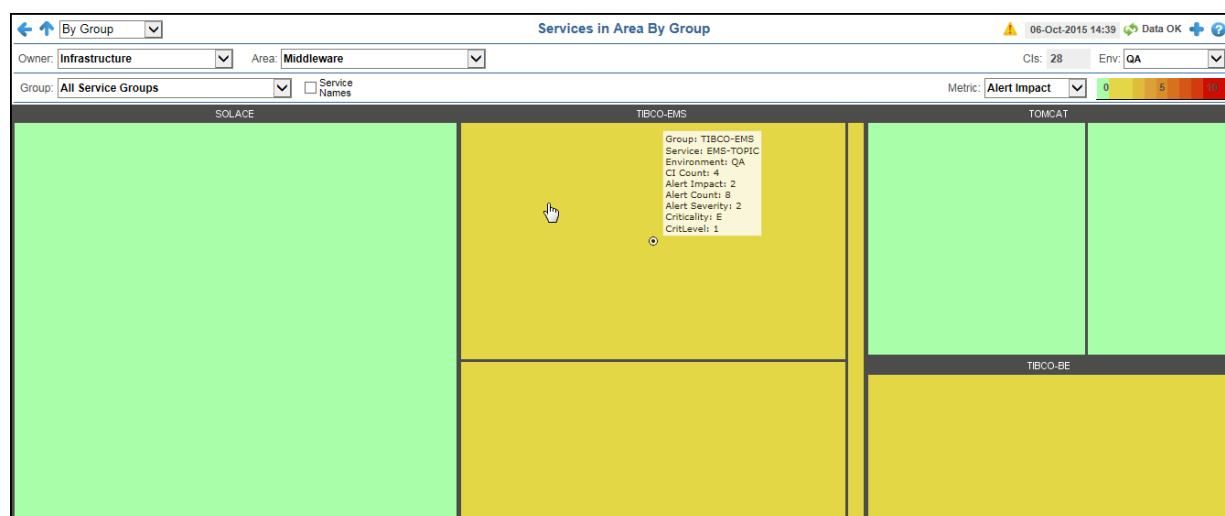 By Group
Services in Area By Group
06-Oct-2015 14:39 Data OK
Owner: Infrastructure Area: Middleware CIs: 28 Env: QA
Group: All Service Groups Service Names Metric: Alert Impact 0 5 10
SOLACE TIBCO-EMS TOMCAT
Group: TIBCO-EMS
Service: EMS-TOPIC
Environment: QA
CI Count: 4
Alert Impact: 2
Alert Count: 8
Alert Severity: 2
Criticality: E
CritLevel: 1
TIBCO-BE